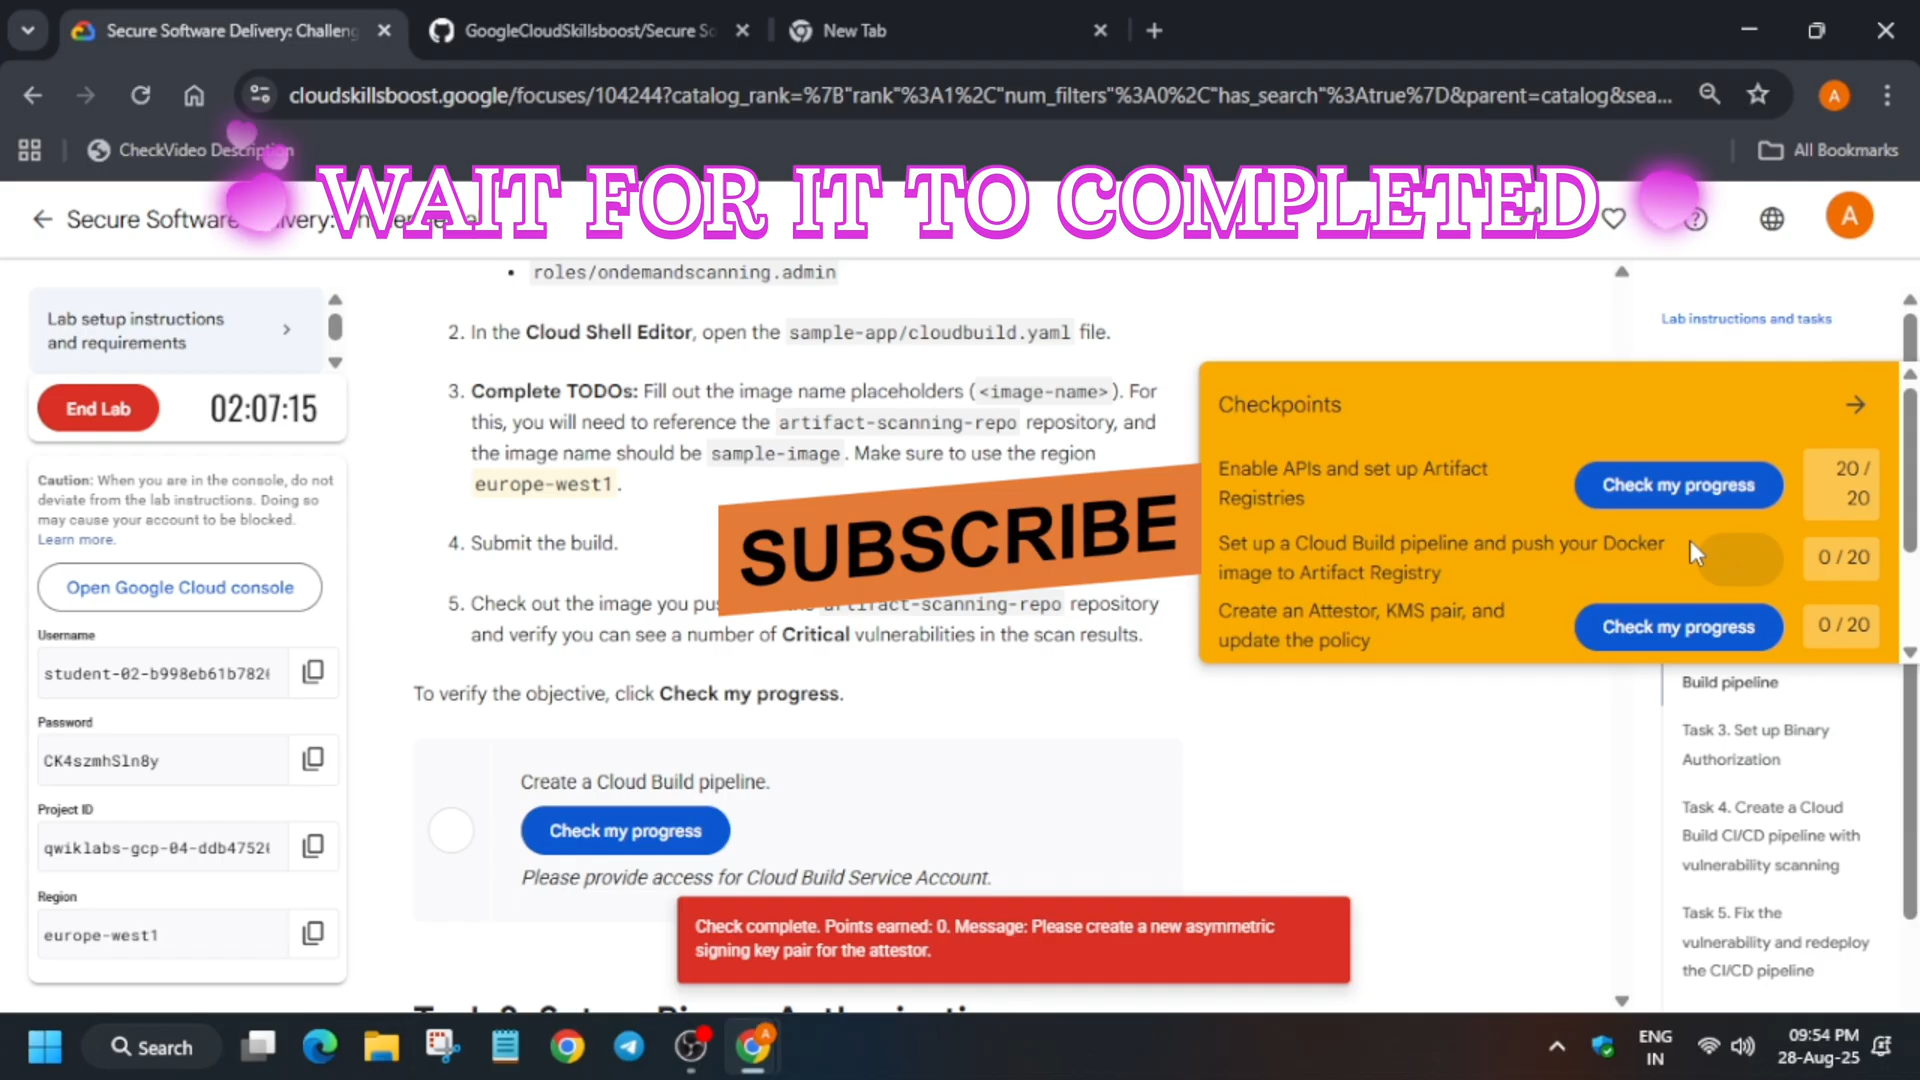 Secure Software Delivery: Challeng
GoogleCloudSkillsboost/Secure So
New Tab
cloudskillsboost.google/focuses/104244?catalog_rank=%7B"rank"%3A1%2C"num_filters"%3A0%2C"has_search"%3Atrue%7D&parent=catalog&sea...
A
CheckVideo Description
All Bookmarks
WAIT FOR IT TO COMPLETED
Secure Software
A
Lab setup instructions
and requirements
End Lab
02:07:15
Caution: When you are in the console, do not
deviate from the lab instructions. Doing so
may cause your account to be blocked.
Learn more.
Open Google Cloud console
Username
student-02-b998eb61b782
Password
CK4szmhSln8y
Project ID
qwiklabs-gcp-04-ddb4752
Region
europe-west1
• roles/ondemandscanning.admin
2. In the Cloud Shell Editor, open the sample-app/cloudbuild.yaml file.
3. Complete TODOs: Fill out the image name placeholders (<image-name>). For
this, you will need to reference the artifact-scanning-repo repository, and
the image name should be sample-image. Make sure to use the region
europe-west1.
4. Submit the build.
5. Check out the image you artifact-scanning-repo repository
and verify you can see a number of Critical vulnerabilities in the scan results.
To verify the objective, click Check my progress.
Create a Cloud Build pipeline.
Check my progress
Please provide access for Cloud Build Service Account.
SUBSCRIBE
Check complete. Points earned: 0. Message: Please create a new asymmetric
signing key pair for the attestor.
Lab instructions and tasks
Checkpoints
Enable APIs and set up Artifact
Registries
Check my progress
20 /
20
Set up a Cloud Build pipeline and push your Docker
image to Artifact Registry
0 / 20
Create an Attestor, KMS pair, and
update the policy
Check my progress
0 / 20
Build pipeline
Task 3. Set up Binary
Authorization
Task 4. Create a Cloud
Build CI/CD pipeline with
vulnerability scanning
Task 5. Fix the
vulnerability and redeploy
the CI/CD pipeline
Search
ENG
IN
09:54 PM
28-Aug-25